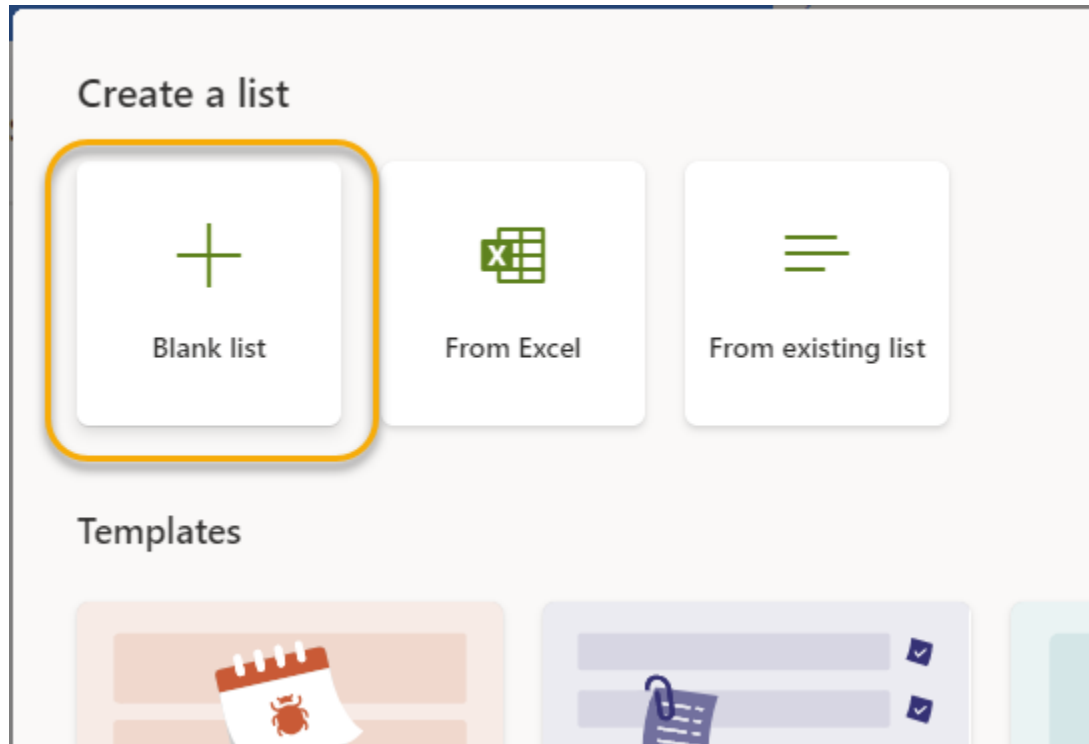 Create a list
Blank list
From Excel
From existing list
Templates